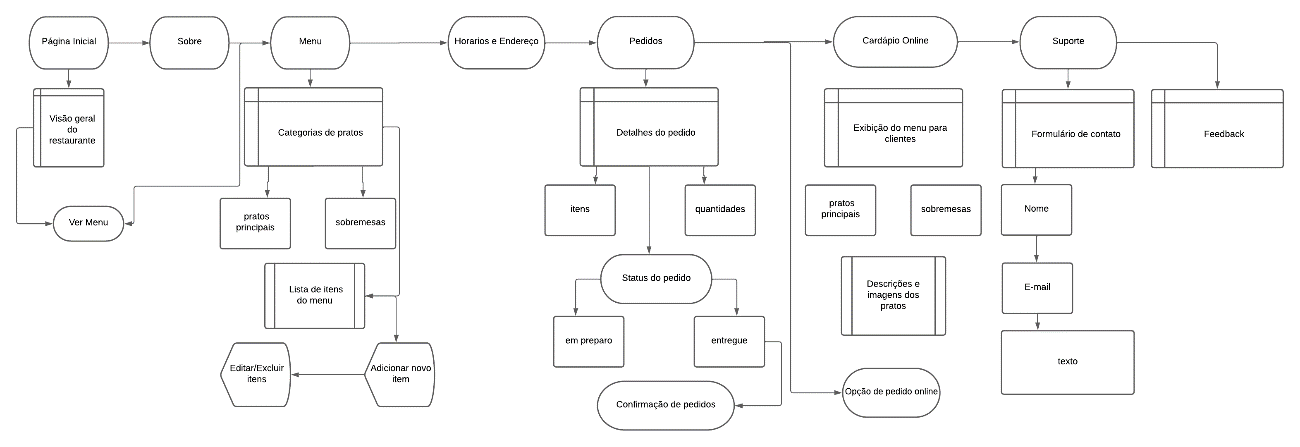 Página Inicial
Sobre
Menu
Horarios e Endereço
Pedidos
Cardápio Online
Suporte
Visão geral
do
restaurante
Categorias de pratos
Detalhes do pedido
Exibição do menu para
clientes
Formulário de contato
Feedback
Ver Menu
pratos
principais
sobremesas
itens
quantidades
pratos
principais
sobremesas
Nome
Lista de itens
do menu
Status do pedido
Descrições e
imagens dos
pratos
E-mail
em preparo
entregue
texto
Editar/Excluir
itens
Adicionar novo
item
Confirmação de pedidos
Opção de pedido online